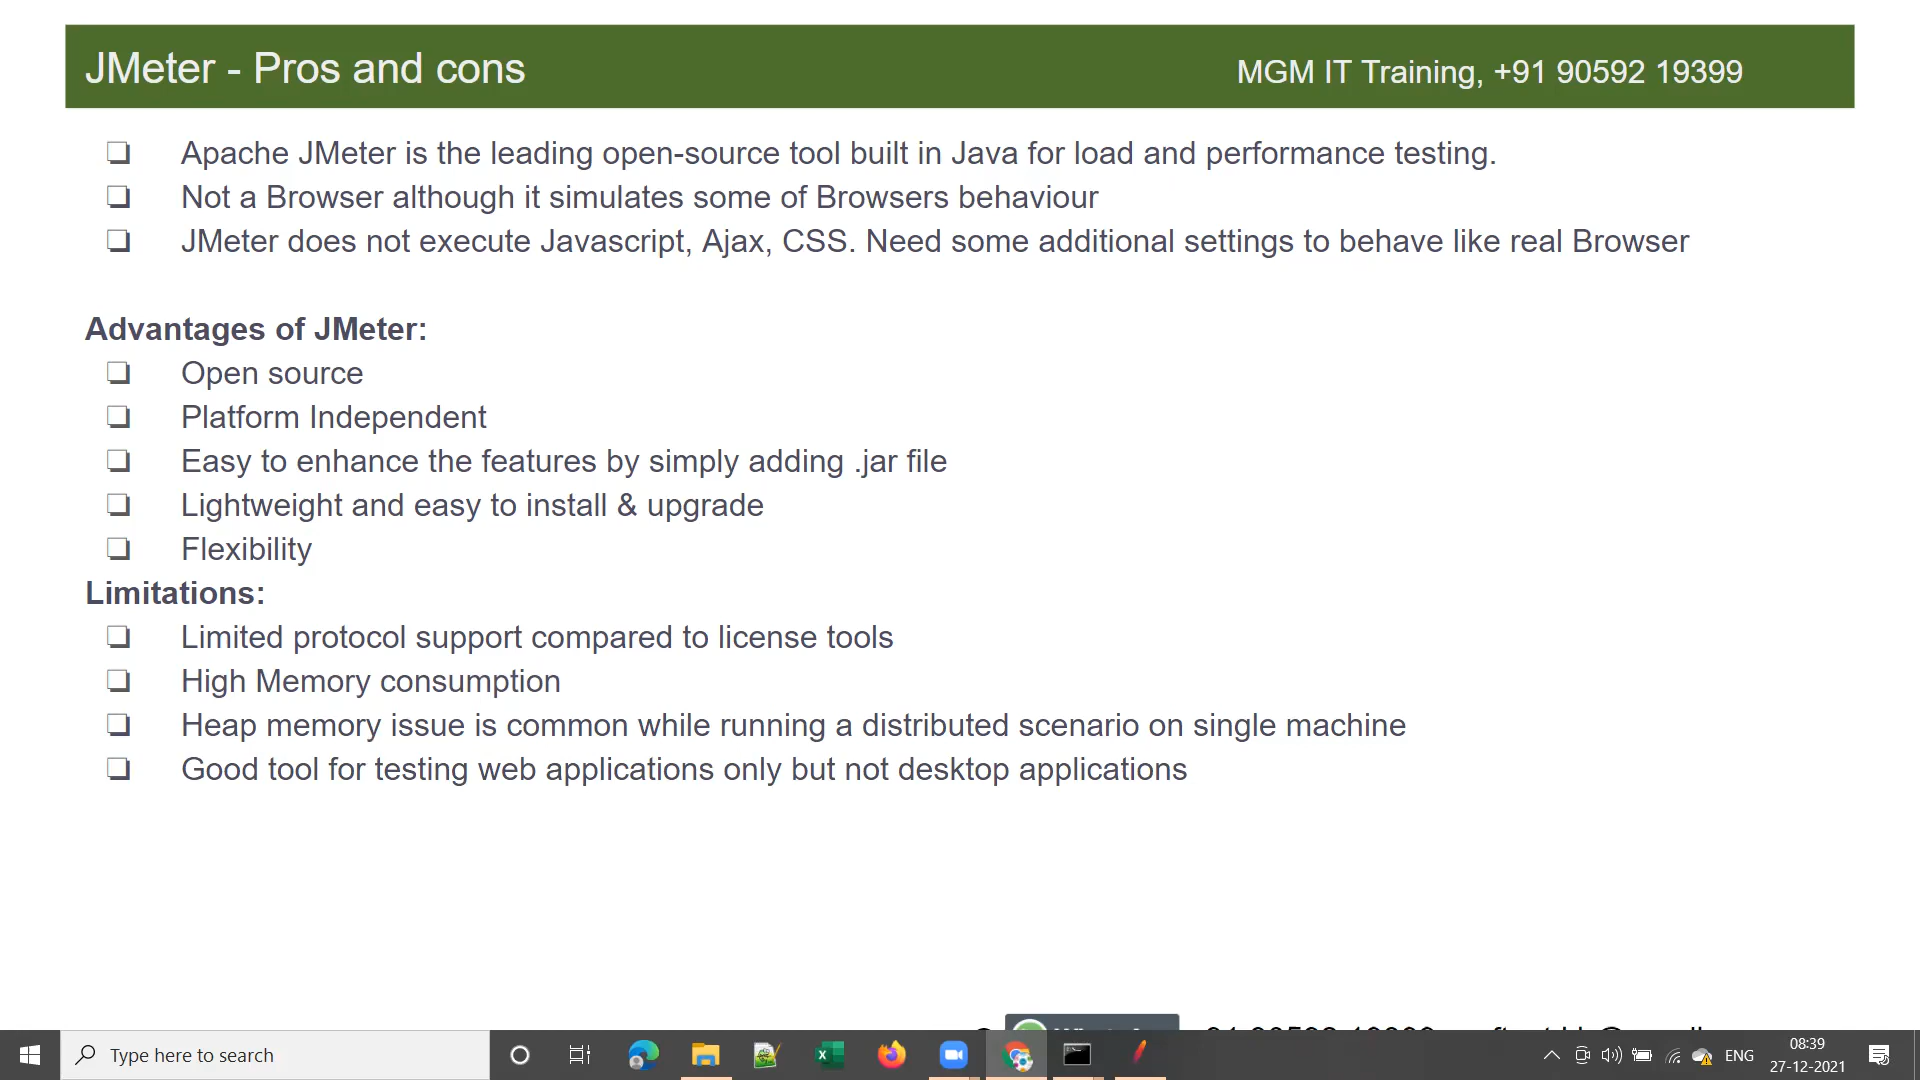 JMeter - Pros and cons
MGM IT Training, +91 90592 19399
❏ Apache JMeter is the leading open-source tool built in Java for load and performance testing.
❏ Not a Browser although it simulates some of Browsers behaviour
❏ JMeter does not execute Javascript, Ajax, CSS. Need some additional settings to behave like real Browser
Advantages of JMeter:
❏ Open source
❏ Platform Independent
❏ Easy to enhance the features by simply adding .jar file
❏ Lightweight and easy to install & upgrade
❏ Flexibility
Limitations:
❏ Limited protocol support compared to license tools
❏ High Memory consumption
❏ Heap memory issue is common while running a distributed scenario on single machine
❏ Good tool for testing web applications only but not desktop applications
Type here to search
ENG
08:39
27-12-2021